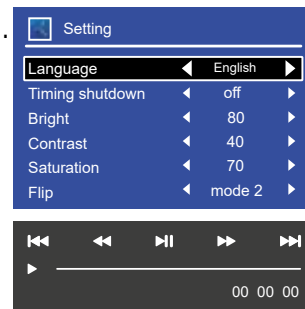 .
Setting
Language English
Timing shutdown off
Bright 80
Contrast 40
Saturation 70
Flip mode 2
00 00 00